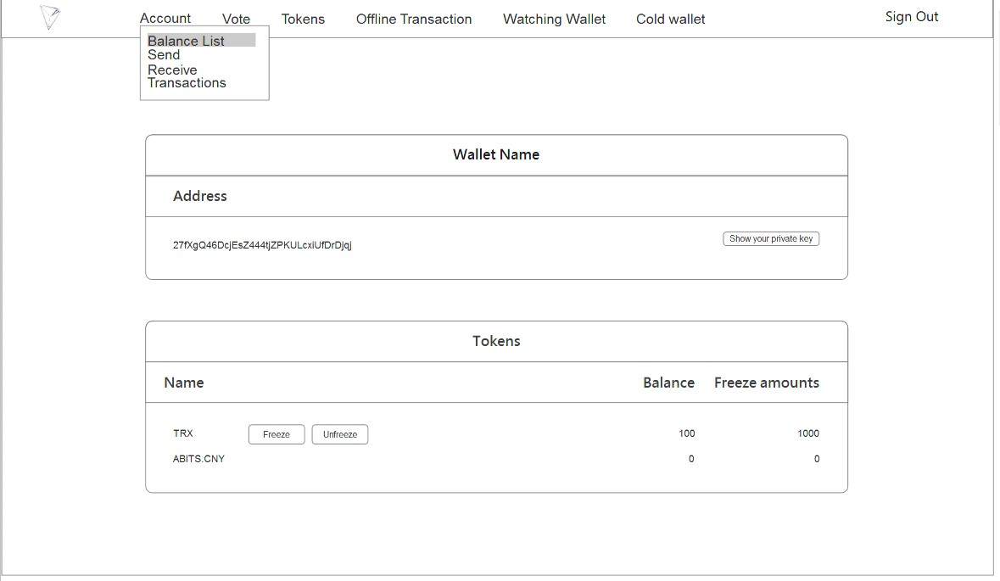 Account Vote Tokens Offline Transaction Watching Wallet Cold wallet Sign Out
Balance List
Send
Receive
Transactions
Wallet Name
Address
27fXgQ46DcjEsZ444tjZPKULcxiUfDrDjqj Show your private key
Tokens
Name Balance Freeze amounts
TRX Freeze Unfreeze 100 1000
ABITS.CNY 0 0